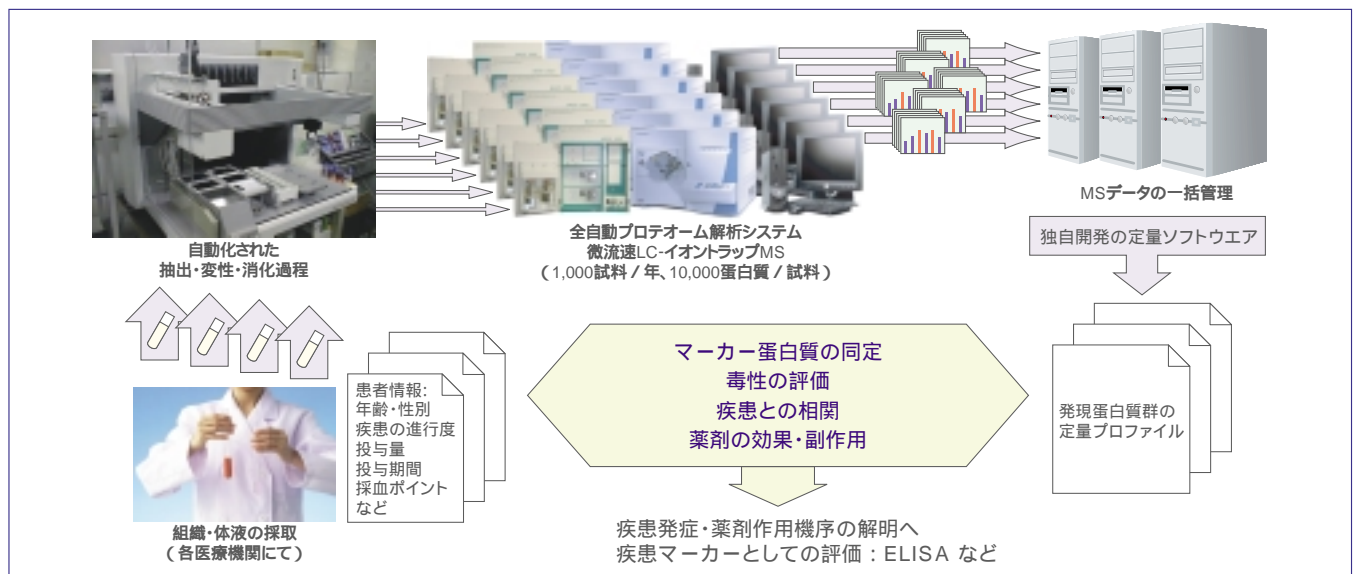 MSデータの一括管理
自動化された
抽出・変性・消化過程
全自動プロテオーム解析システム
微流速LC-イオントラップMS
（1,000試料 / 年、10,000蛋白質 / 試料）
独自開発の定量ソフトウエア
患者情報:
年齢・性別
疾患の進行度
投与量
投与期間
採血ポイント
など
マーカー蛋白質の同定
毒性の評価
疾患との相関
薬剤の効果・副作用
発現蛋白質群の
定量プロファイル
組織・体液の採取
（各医療機関にて）
疾患発症・薬剤作用機序の解明へ
疾患マーカーとしての評価：ELISA など